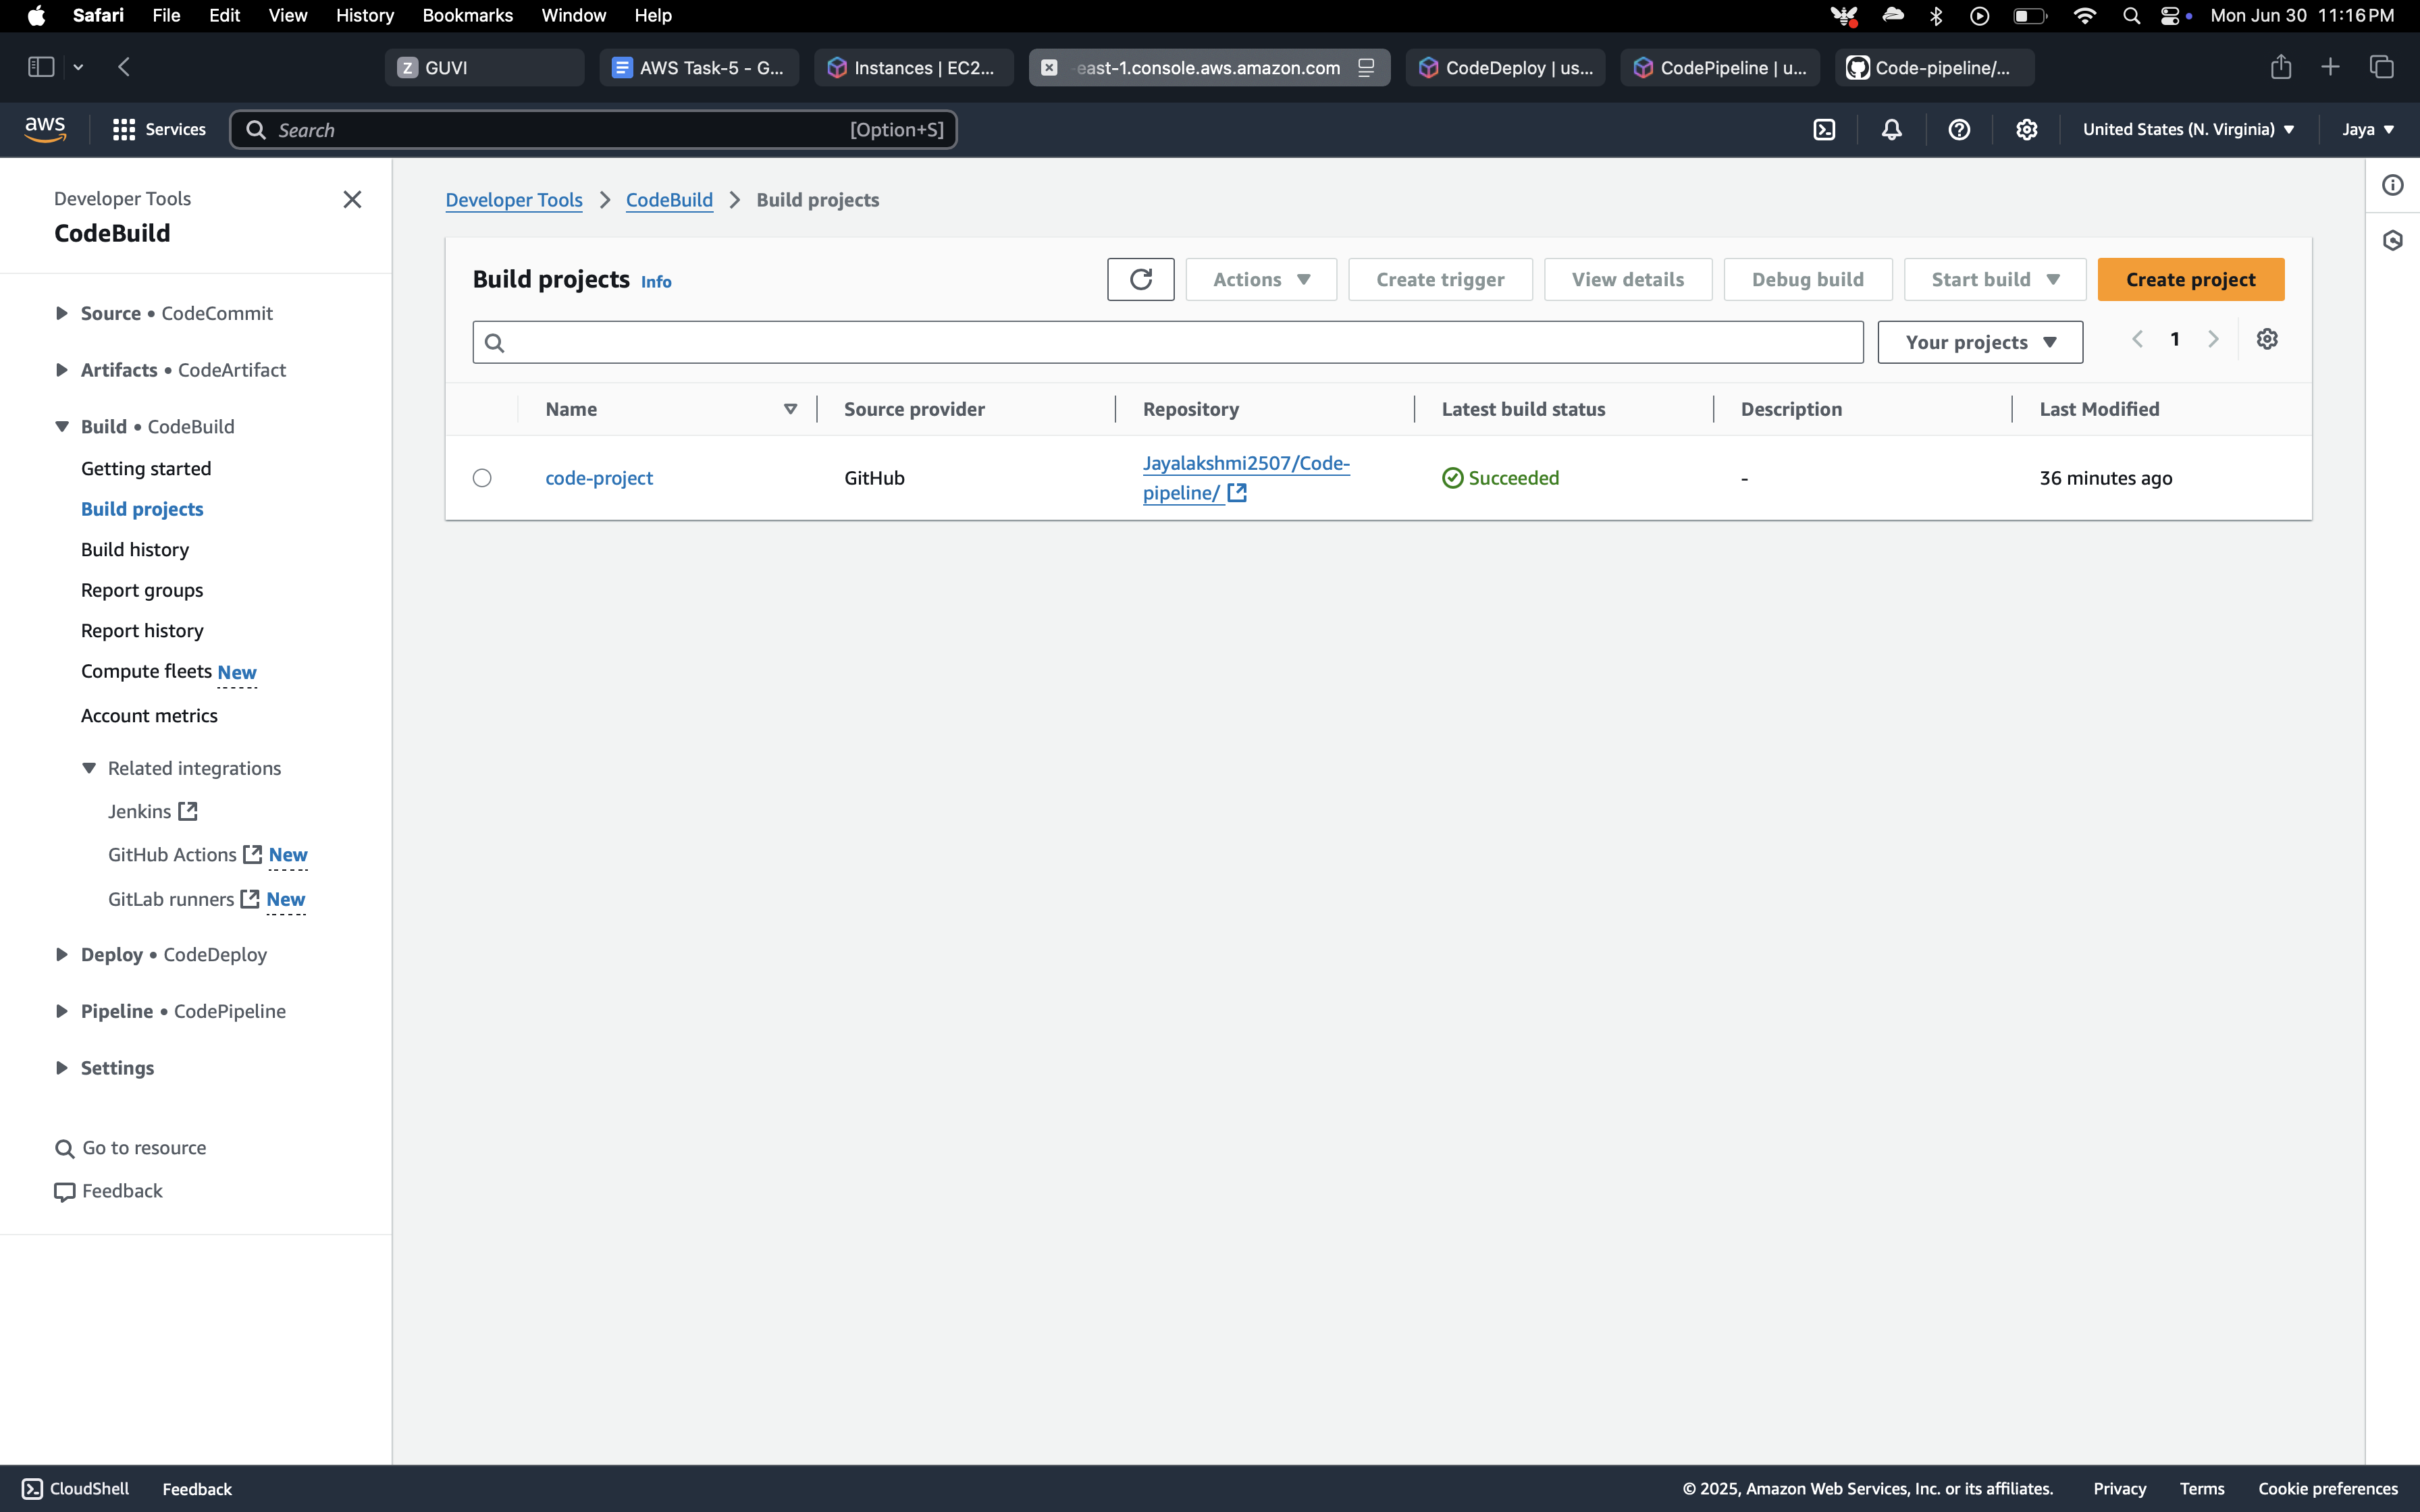 Safari File Edit View History Bookmarks Window Help Mon Jun 30 11:16 PM
Z GUVI AWS Task-5 - G... Instances | EC2... -east-1.console.aws.amazon.com CodeDeploy | us... CodePipeline | u... Code-pipeline/...
aws Services Search [Option+S] United States (N. Virginia) Jaya
Developer Tools
CodeBuild
Source • CodeCommit
Artifacts • CodeArtifact
Build • CodeBuild
Getting started
Build projects
Build history
Report groups
Report history
Compute fleets New
Account metrics
Related integrations
Jenkins
GitHub Actions New
GitLab runners New
Deploy • CodeDeploy
Pipeline • CodePipeline
Settings
Go to resource
Feedback
Developer Tools > CodeBuild > Build projects
Build projects Info Actions Create trigger View details Debug build Start build Create project
Your projects 1
Name Source provider Repository Latest build status Description Last Modified
code-project GitHub Jayalakshmi2507/Code- Succeeded - 36 minutes ago
pipeline/
CloudShell Feedback © 2025, Amazon Web Services, Inc. or its affiliates. Privacy Terms Cookie preferences